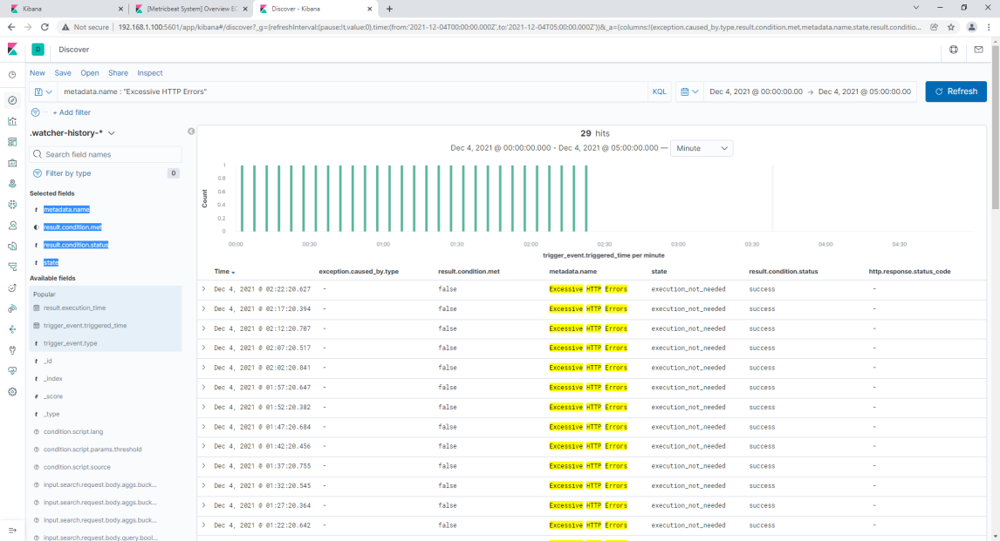 Kibana
[Metricbeat System] Overview EC
Discover - Kibana
Not secure
192.168.1.100:5601/app/kibana#/discover?_g=(refreshInterval:(pause:!t,value:0),time:(from:'2021-12-04T00:00:00.000Z',to:'2021-12-04T05:00:00.000Z'))&_a=(columns:!(exception.caused_by.type,result.condition.met,metadata.name,state,result.conditio...
D
Discover
New Save Open Share Inspect
metadata.name : "Excessive HTTP Errors"
KQL
Dec 4, 2021 @ 00:00:00.00 → Dec 4, 2021 @ 05:00:00.00
Refresh
+ Add filter
.watcher-history-*
Search field names
Filter by type 0
Selected fields
t metadata.name
result.condition.met
t result.condition.status
t state
Available fields
Popular
result.execution_time
trigger_event.triggered_time
t trigger_event.type
t _id
t _index
# _score
t _type
condition.script.lang
condition.script.params.threshold
condition.script.source
input.search.request.body.aggs.buck...
input.search.request.body.aggs.buck...
input.search.request.body.aggs.buck...
input.search.request.body.query.bool...
29 hits
Dec 4, 2021 @ 00:00:00.000 - Dec 4, 2021 @ 05:00:00.000 — Minute
Count
1
0.8
0.6
0.4
0.2
0
00:00 00:30 01:00 01:30 02:00 02:30 03:00 03:30 04:00 04:30
trigger_event.triggered_time per minute
Time exception.caused_by.type result.condition.met metadata.name state result.condition.status http.response.status_code
Dec 4, 2021 @ 02:22:20.627 - false Excessive HTTP Errors execution_not_needed success -
Dec 4, 2021 @ 02:17:20.394 - false Excessive HTTP Errors execution_not_needed success -
Dec 4, 2021 @ 02:12:20.707 - false Excessive HTTP Errors execution_not_needed success -
Dec 4, 2021 @ 02:07:20.517 - false Excessive HTTP Errors execution_not_needed success -
Dec 4, 2021 @ 02:02:20.841 - false Excessive HTTP Errors execution_not_needed success -
Dec 4, 2021 @ 01:57:20.647 - false Excessive HTTP Errors execution_not_needed success -
Dec 4, 2021 @ 01:52:20.382 - false Excessive HTTP Errors execution_not_needed success -
Dec 4, 2021 @ 01:47:20.684 - false Excessive HTTP Errors execution_not_needed success -
Dec 4, 2021 @ 01:42:20.456 - false Excessive HTTP Errors execution_not_needed success -
Dec 4, 2021 @ 01:37:20.755 - false Excessive HTTP Errors execution_not_needed success -
Dec 4, 2021 @ 01:32:20.545 - false Excessive HTTP Errors execution_not_needed success -
Dec 4, 2021 @ 01:27:20.364 - false Excessive HTTP Errors execution_not_needed success -
Dec 4, 2021 @ 01:22:20.642 - false Excessive HTTP Errors execution_not_needed success -